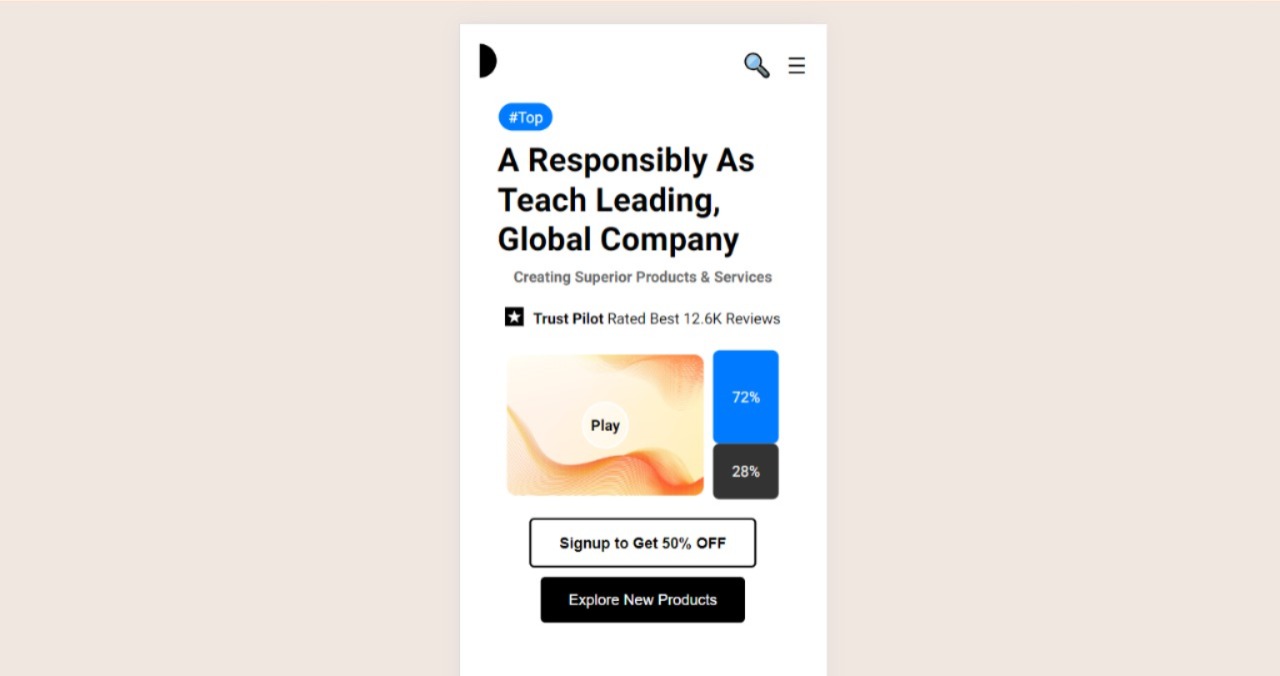 #Top
A Responsibly As
Teach Leading,
Global Company
Creating Superior Products & Services
Trust Pilot Rated Best 12.6K Reviews
Play
72%
28%
Signup to Get 50% OFF
Explore New Products